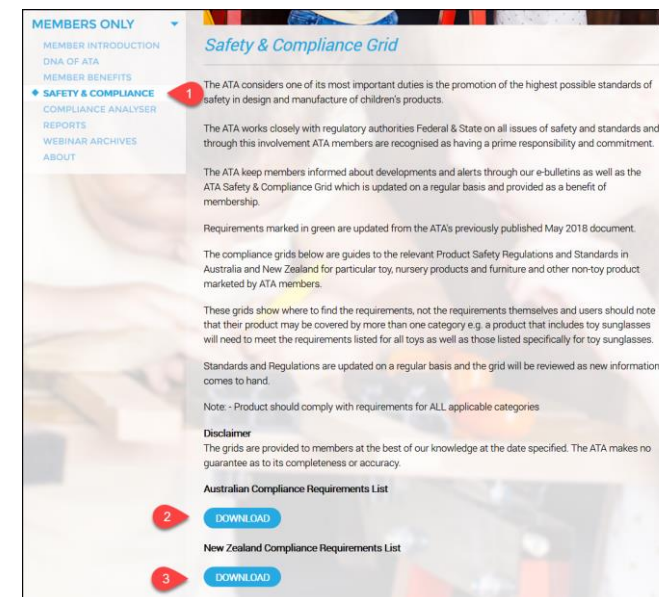 MEMBERS ONLY
MEMBER INTRODUCTION
DNA OF ATA
MEMBER BENEFITS
SAFETY & COMPLIANCE
COMPLIANCE ANALYSER
REPORTS
WEBINAR ARCHIVES
ABOUT
1
Safety & Compliance Grid
The ATA considers one of its most important duties is the promotion of the highest possible standards of
safety in design and manufacture of children's products.
The ATA works closely with regulatory authorities Federal & State on all issues of safety and standards and
through this involvement ATA members are recognised as having a prime responsibility and commitment.
The ATA keep members informed about developments and alerts through our e-bulletins as well as the
ATA Safety & Compliance Grid which is updated on a regular basis and provided as a benefit of
membership.
Requirements marked in green are updated from the ATA's previously published May 2018 document.
The compliance grids below are guides to the relevant Product Safety Regulations and Standards in
Australia and New Zealand for particular toy, nursery products and furniture and other non-toy product
marketed by ATA members.
These grids show where to find the requirements, not the requirements themselves and users should note
that their product may be covered by more than one category e.g. a product that includes toy sunglasses
will need to meet the requirements listed for all toys as well as those listed specifically for toy sunglasses.
Standards and Regulations are updated on a regular basis and the grid will be reviewed as new information
comes to hand.
Note: - Product should comply with requirements for ALL applicable categories
Disclaimer
The grids are provided to members at the best of our knowledge at the date specified. The ATA makes no
guarantee as to its completeness or accuracy.
Australian Compliance Requirements List
2 DOWNLOAD
New Zealand Compliance Requirements List
3 DOWNLOAD